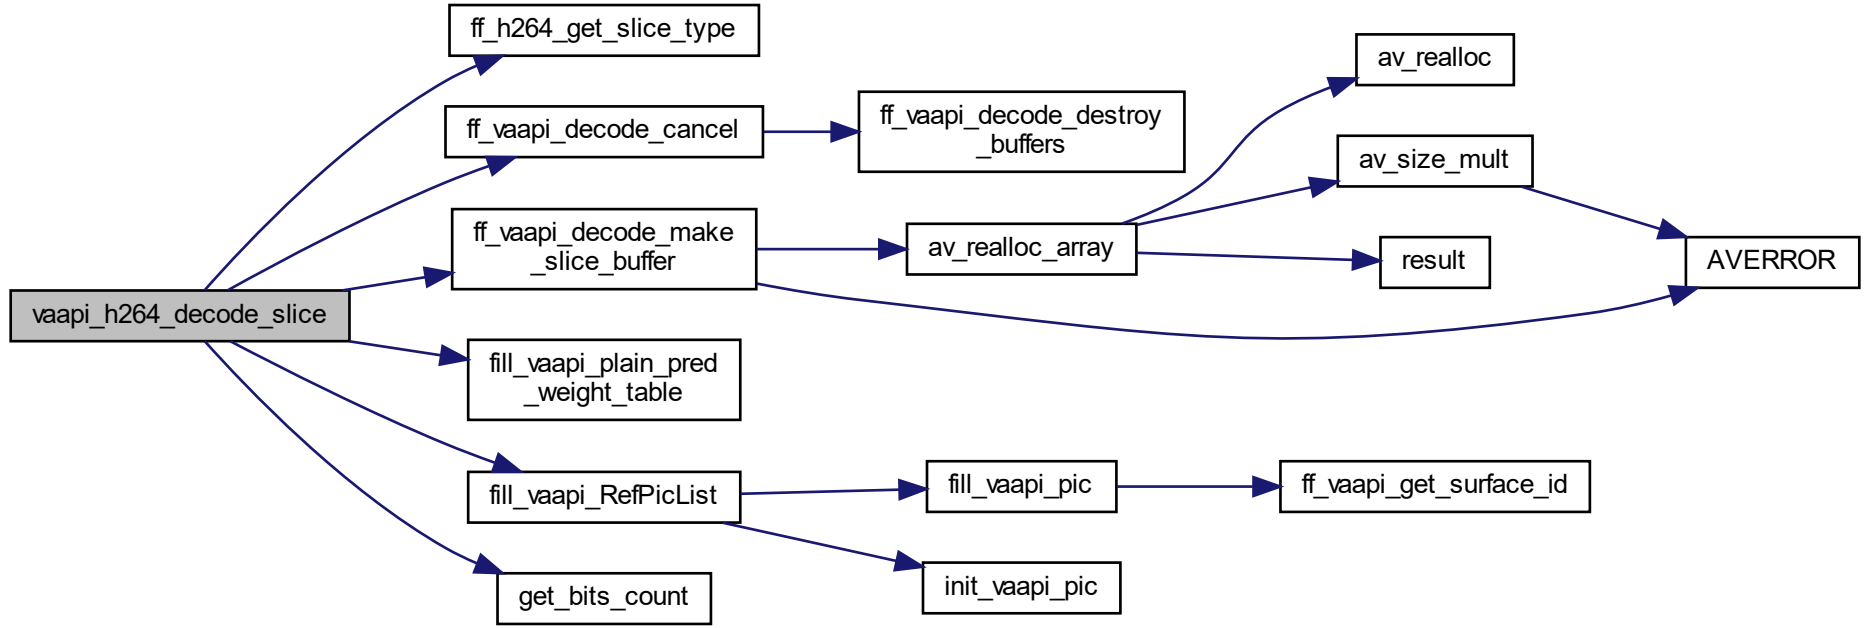 ff_h264_get_slice_type
av_realloc
ff_vaapi_decode_cancel
ff_vaapi_decode_destroy
_buffers
av_size_mult
ff_vaapi_decode_make
_slice_buffer
av_realloc_array
result
AVERROR
vaapi_h264_decode_slice
fill_vaapi_plain_pred
_weight_table
fill_vaapi_RefPicList
fill_vaapi_pic
ff_vaapi_get_surface_id
init_vaapi_pic
get_bits_count